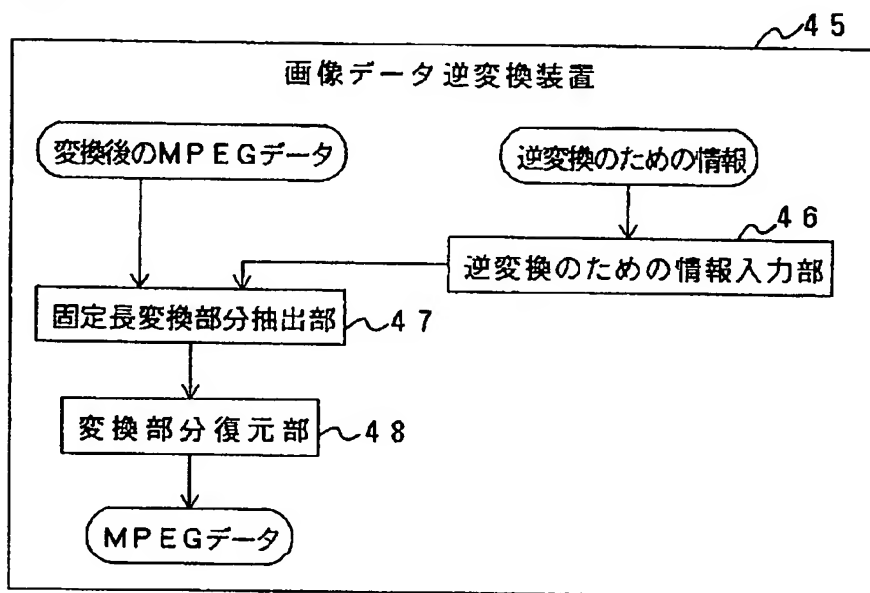 45
画像データ逆変換装置
変換後のMPEGデータ
逆変換のための情報
46
逆変換のための情報入力部
固定長変換部分抽出部
47
変換部分復元部
48
MPEGデータ